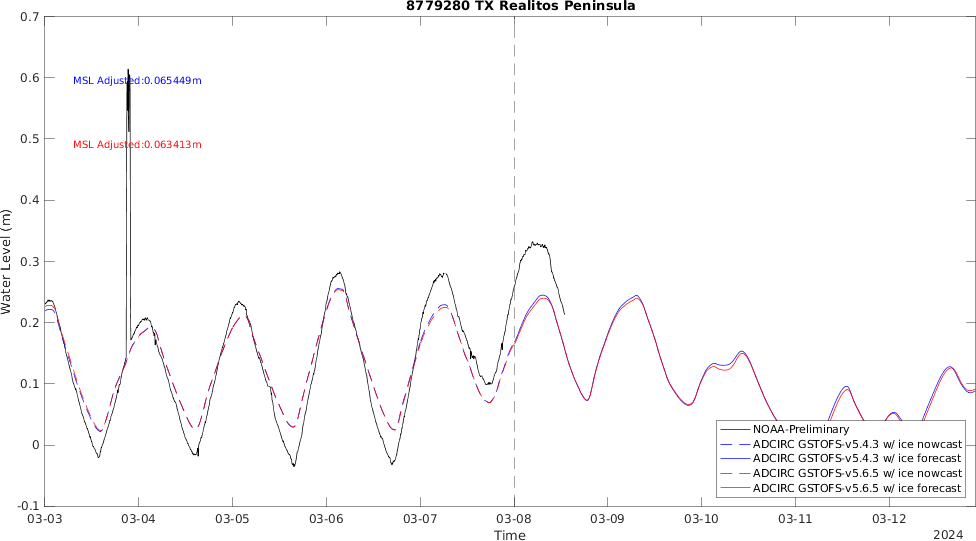 8779280 TX Realitos Peninsula
0.7
0.6
0.5
0.4
0.3
0.2
0.1
0
-0.1
Water Level (m)
MSL Adjusted:0.065449m
MSL Adjusted:0.063413m
NOAA-Preliminary
ADCIRC GSTOFS-v5.4.3 w/ ice nowcast
ADCIRC GSTOFS-v5.4.3 w/ ice forecast
ADCIRC GSTOFS-v5.6.5 w/ ice nowcast
ADCIRC GSTOFS-v5.6.5 w/ ice forecast
03-03 03-04 03-05 03-06 03-07 03-08 03-09 03-10 03-11 03-12
Time
2024